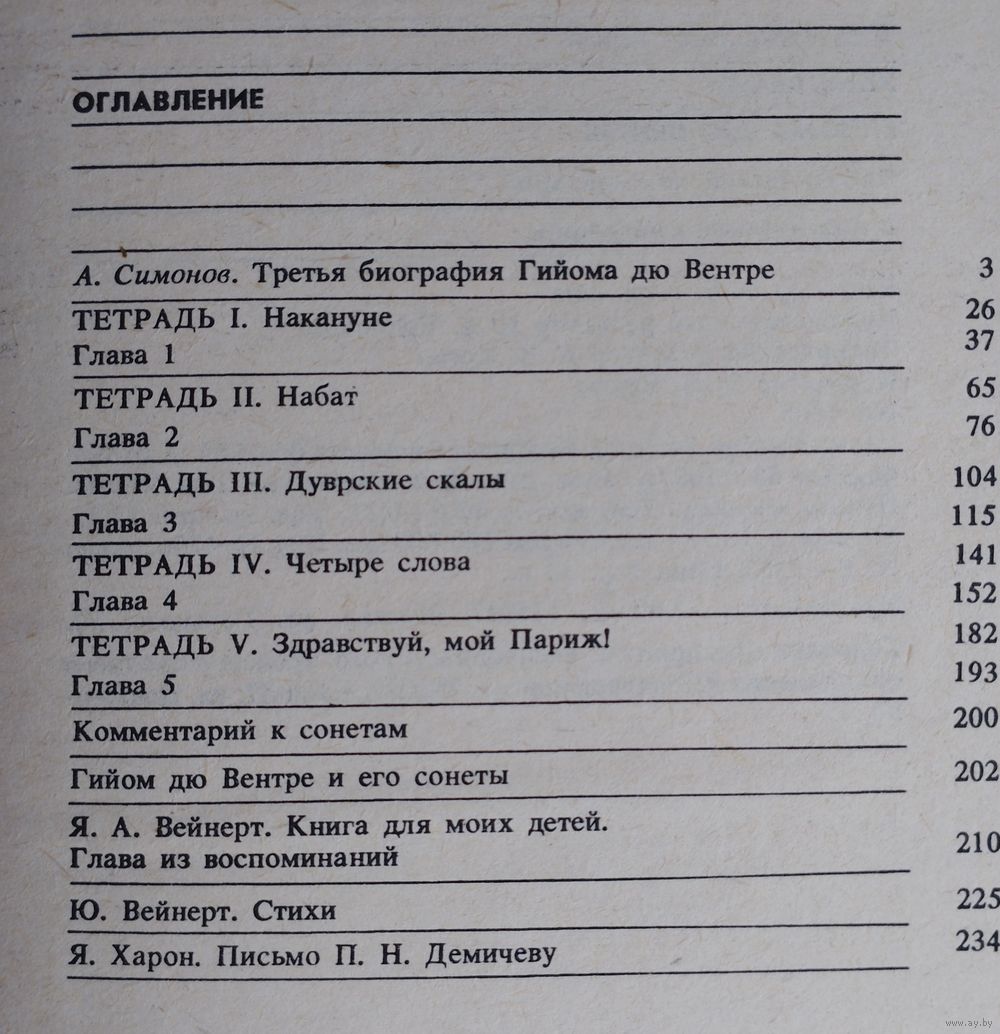 ОГЛАВЛЕНИЕ
А. Симонов. Третья биография Гийома дю Вентре 3
ТЕТРАДЬ I. Накануне 26
Глава 1 37
ТЕТРАДЬ II. Набат 65
Глава 2 76
ТЕТРАДЬ III. Дуврские скалы 104
Глава 3 115
ТЕТРАДЬ IV. Четыре слова 141
Глава 4 152
ТЕТРАДЬ V. Здравствуй, мой Париж! 182
Глава 5 193
Комментарий к сонетам 200
Гийом дю Вентре и его сонеты 202
Я. А. Вейнерт. Книга для моих детей.
Глава из воспоминаний 210
Ю. Вейнерт. Стихи 225
Я. Харон. Письмо П. Н. Демичеву 234
www.ay.by